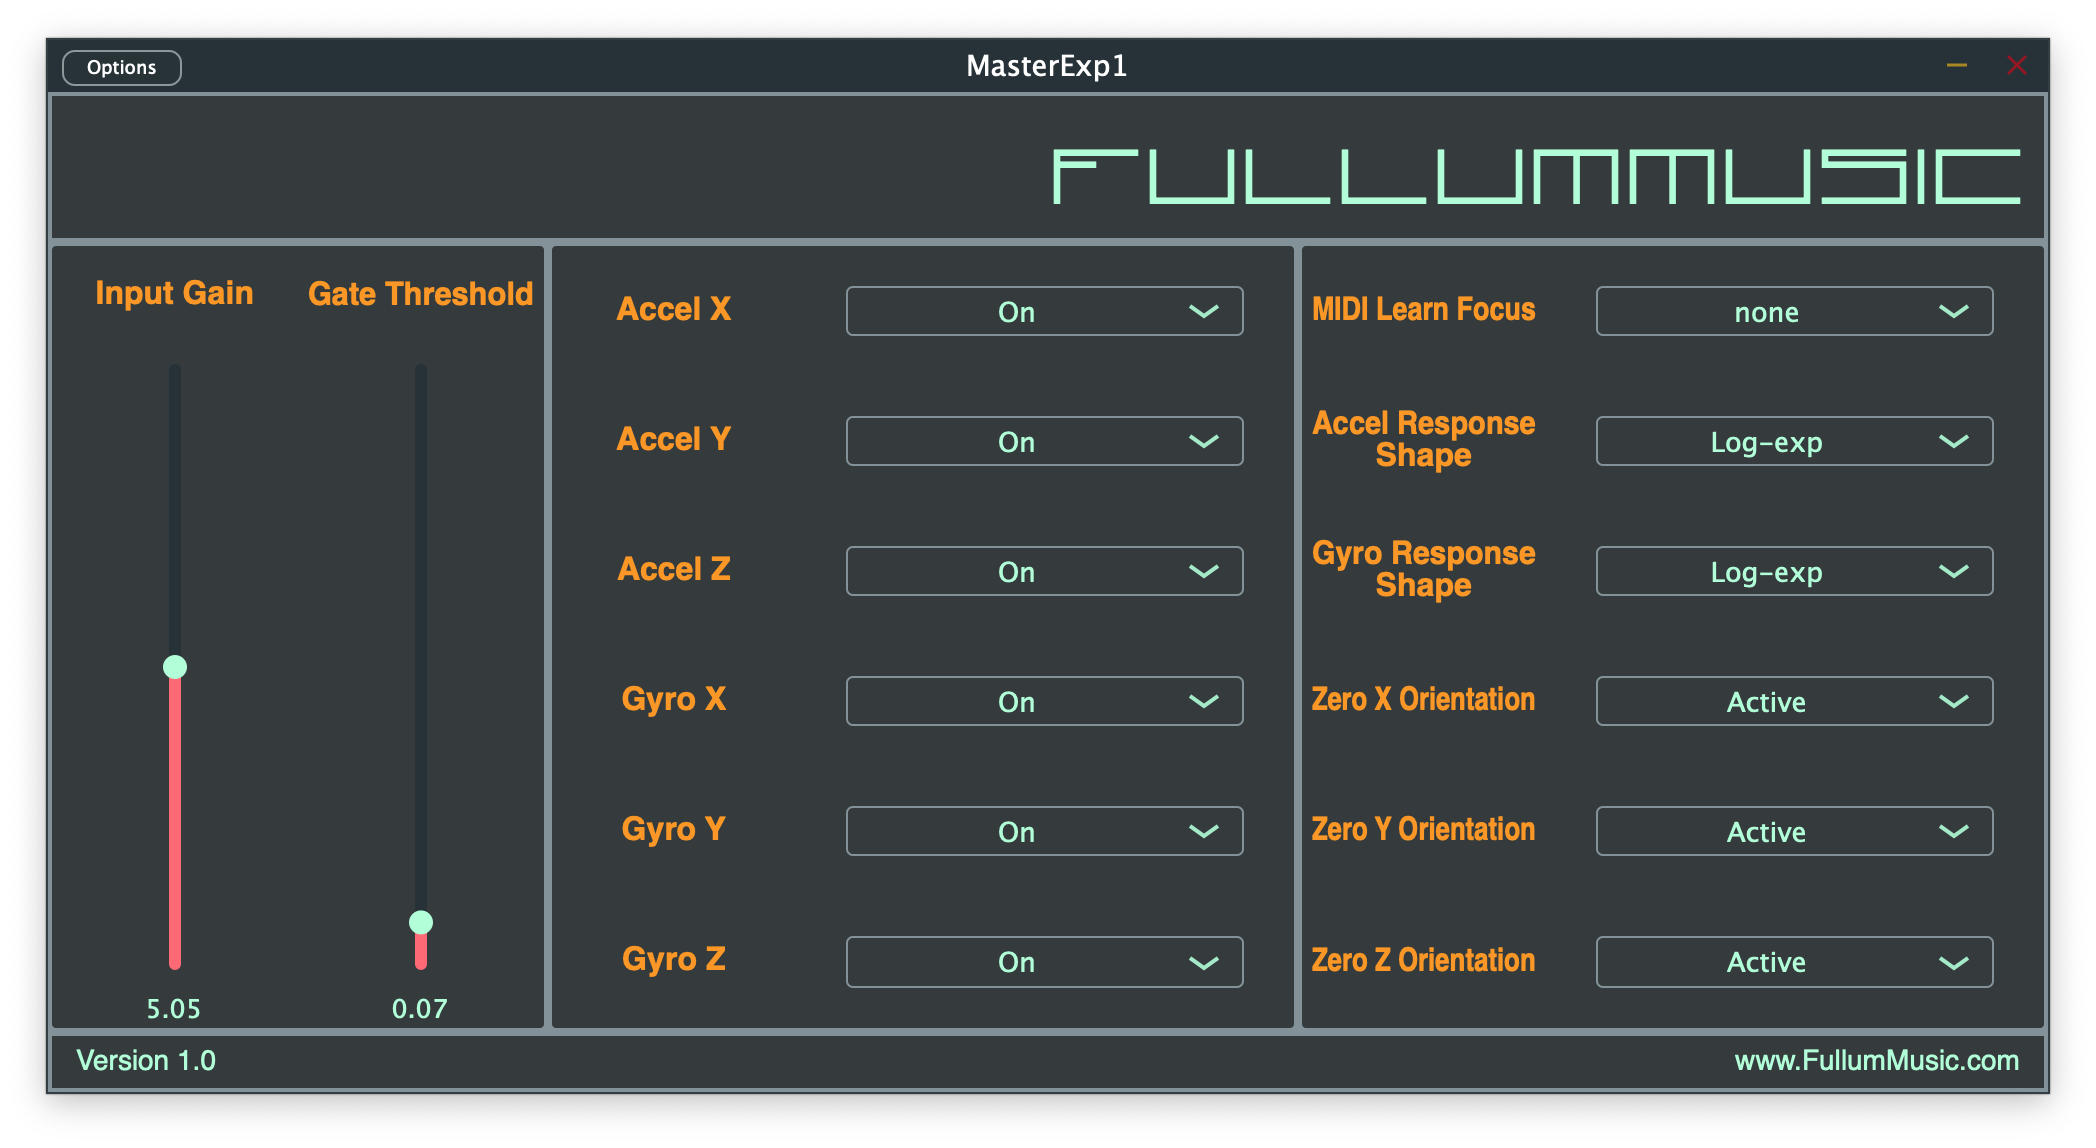 Options
MasterExp1
FULLUMMUSIC
Input Gain
Gate Threshold
5.05
0.07
Accel X
On
Accel Y
On
Accel Z
On
Gyro X
On
Gyro Y
On
Gyro Z
On
MIDI Learn Focus
none
Accel Response
Shape
Log-exp
Gyro Response
Shape
Log-exp
Zero X Orientation
Active
Zero Y Orientation
Active
Zero Z Orientation
Active
Version 1.0
www.FullumMusic.com